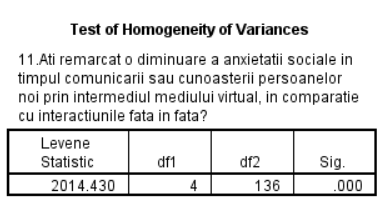 Test of Homogeneity of Variances
11.Ati remarcat o diminuare a anxietatii sociale in
timpul comunicarii sau cunoasterii persoanelor
noi prin intermediul mediului virtual, in comparatie
cu interactiunile fata in fata?
Levene
Statistic df1 df2 Sig.
2014.430 4 136 .000